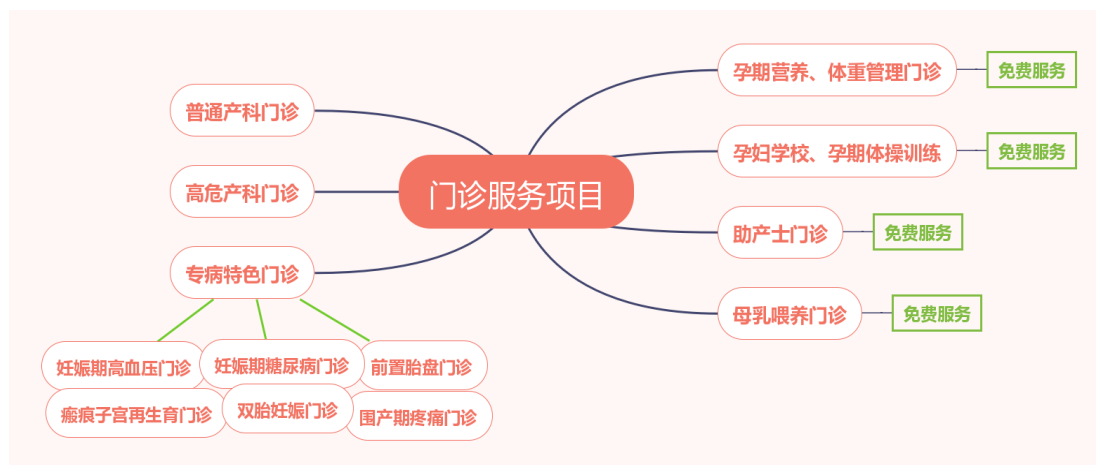 门诊服务项目
普通产科门诊
高危产科门诊
专病特色门诊
妊娠期高血压门诊
妊娠期糖尿病门诊
前置胎盘门诊
瘢痕子宫再生育门诊
双胎妊娠门诊
围产期疼痛门诊
孕期营养、体重管理门诊
免费服务
孕妇学校、孕期体操训练
免费服务
助产士门诊
免费服务
母乳喂养门诊
免费服务